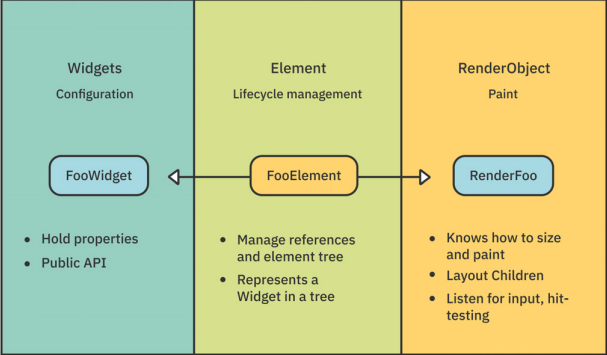 Widgets
Configuration
FooWidget
• Hold properties
• Public API
Element
Lifecycle management
FooElement
• Manage references
and element tree
• Represents a
Widget in a tree
RenderObject
Paint
RenderFoo
• Knows how to size
and paint
• Layout Children
• Listen for input, hit-
testing